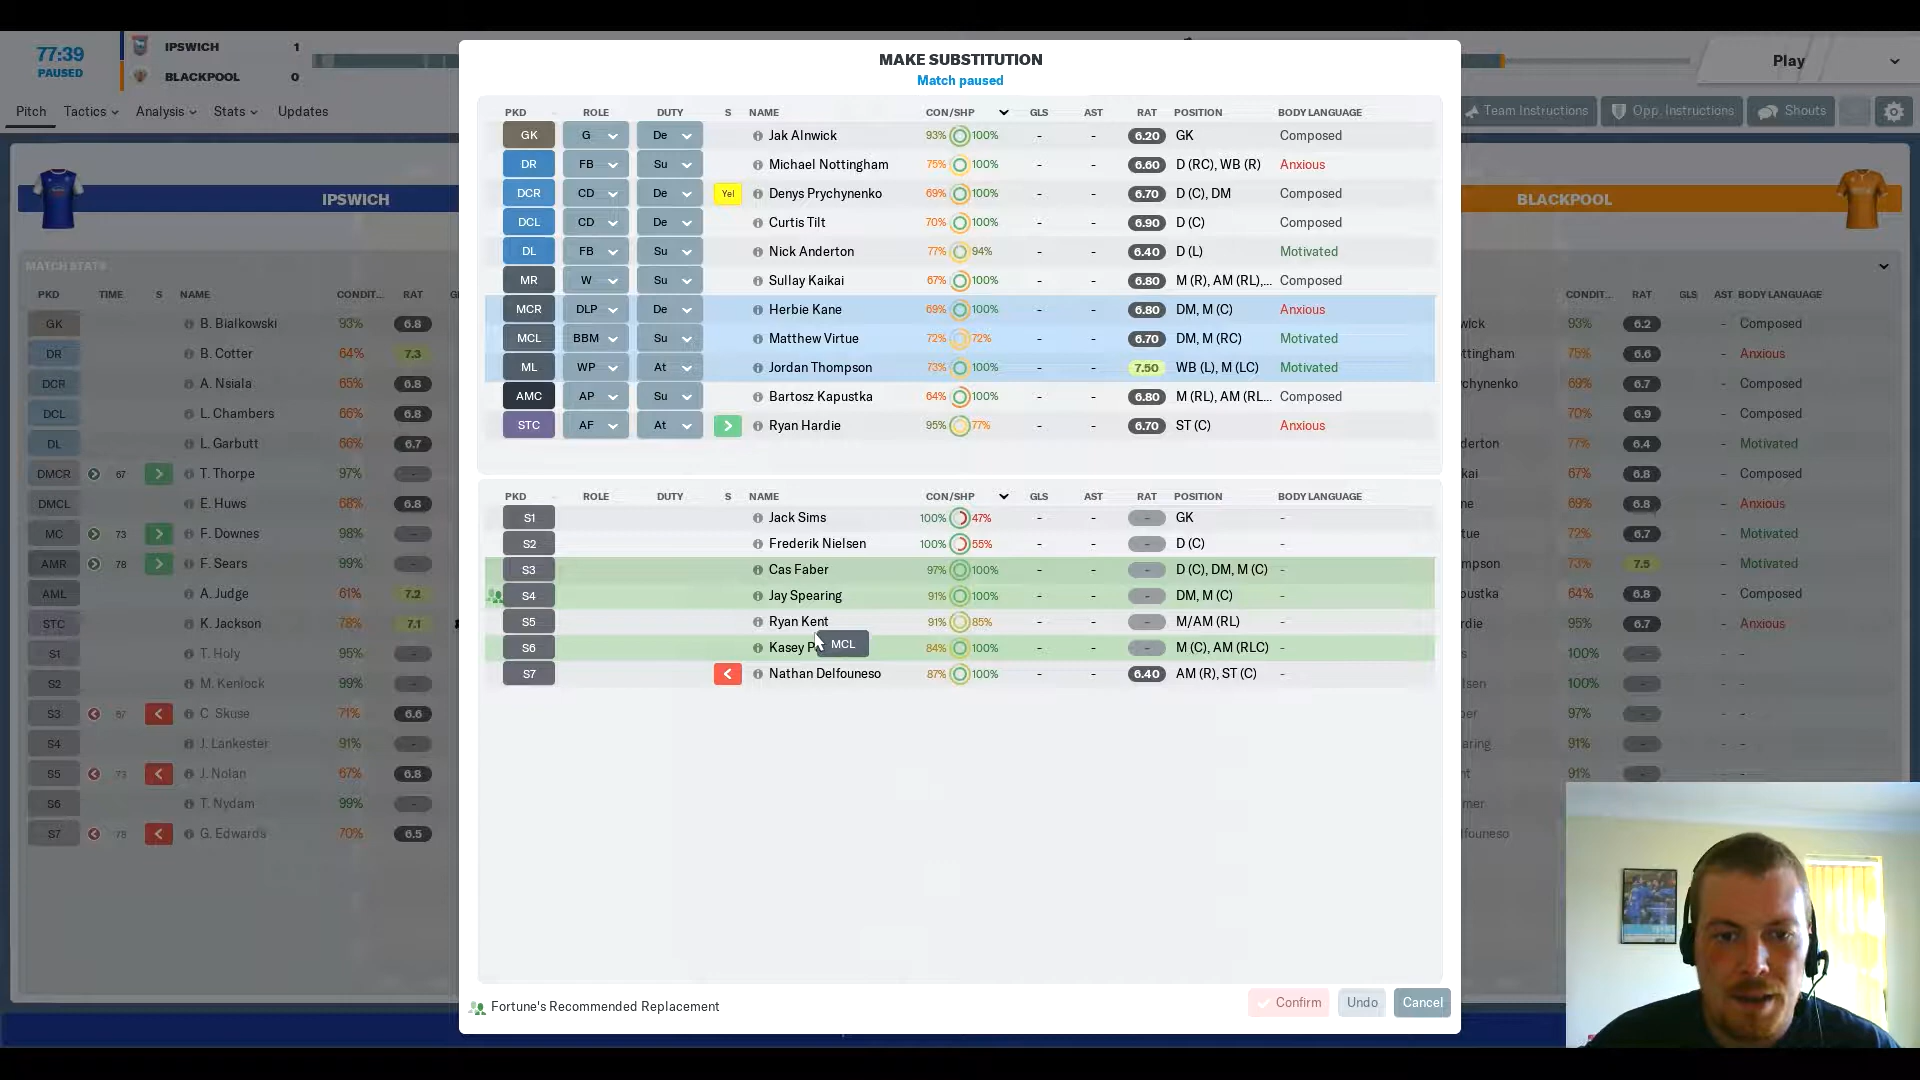 77:39
PAUSED
IPSWICH 1
BLACKPOOL 0
Play
Pitch Tactics Analysis Stats Updates
Team Instructions Opp. Instructions Shouts
MAKE SUBSTITUTION
Match paused
PKD ROLE DUTY S NAME CON/SHP GLS AST RAT POSITION BODY LANGUAGE
GK G De Jak Alnwick 93% 100% - - 6.20 GK Composed
DR FB Su Michael Nottingham 75% 100% - - 6.60 D (RC), WB (R) Anxious
DCR CD De Yel Denys Prychynenko 69% 100% - - 6.70 D (C), DM Composed
DCL CD De Curtis Tilt 70% 100% - - 6.90 D (C) Composed
DL FB Su Nick Anderton 77% 94% - - 6.40 D (L) Motivated
MR W Su Sullay Kaikai 67% 100% - - 6.80 M (R), AM (RL),... Composed
MCR DLP De Herbie Kane 69% 100% - - 6.80 DM, M (C) Anxious
MCL BBM Su Matthew Virtue 72% 72% - - 6.70 DM, M (RC) Motivated
ML WP At Jordan Thompson 73% 100% - - 7.50 WB (L), M (LC) Motivated
AMC AP Su Bartosz Kapustka 64% 100% - - 6.80 M (RL), AM (RL... Composed
STC AF At Ryan Hardie 95% 77% - - 6.70 ST (C) Anxious
PKD ROLE DUTY S NAME CON/SHP GLS AST RAT POSITION BODY LANGUAGE
S1 Jack Sims 100% 47% - - - GK -
S2 Frederik Nielsen 100% 55% - - - D (C) -
S3 Cas Faber 97% 100% - - - D (C), DM, M (C) -
S4 Jay Spearing 91% 100% - - - DM, M (C) -
S5 Ryan Kent 91% 85% - - - M/AM (RL) -
MCL
S6 Kasey P 84% 100% - - - M (C), AM (RLC) -
S7 Nathan Delfouneso 87% 100% - - 6.40 AM (R), ST (C) -
Fortune's Recommended Replacement
Confirm Undo Cancel
IPSWICH
MATCH STATS
PKD TIME S NAME CONDIT... RAT
GK B. Bialkowski 93% 6.8
DR B. Cotter 64% 7.3
DCR A. Nsiala 65% 6.8
DCL L. Chambers 66% 6.8
DL L. Garbutt 66% 6.7
DMCR 67 T. Thorpe 97% -
DMCL E. Huws 68% 6.8
MC 73 F. Downes 98% -
AMR 78 F. Sears 99% -
AML A. Judge 61% 7.2
STC K. Jackson 78% 7.1
S1 T. Holy 95% -
S2 M. Kenlock 99% -
S3 67 C. Skuse 71% 6.6
S4 J. Lankester 91% -
S5 73 J. Nolan 67% 6.8
S6 T. Nydam 99% -
S7 78 G. Edwards 70% 6.5
BLACKPOOL
CONDIT... RAT GLS AST BODY LANGUAGE
wick 93% 6.2 - Composed
ttingham 75% 6.6 - Anxious
ychynenko 69% 6.7 - Composed
70% 6.9 - Composed
derton 77% 6.4 - Motivated
kai 67% 6.8 - Composed
ne 69% 6.8 - Anxious
tue 72% 6.7 - Motivated
mpson 73% 7.5 - Motivated
pustka 64% 6.8 - Composed
rdie 95% 6.7 - Anxious
s 100% - - -
lsen 100% - - -
ber 97% - - -
aring 91% - - -
nt 91% - - -
mer
lfouneso